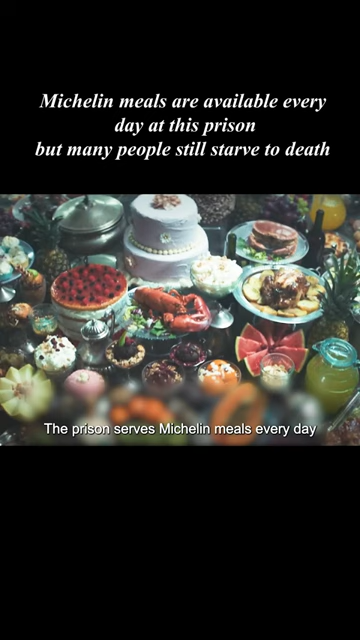 Michelin meals are available every
day at this prison
but many people still starve to death
The prison serves Michelin meals every day